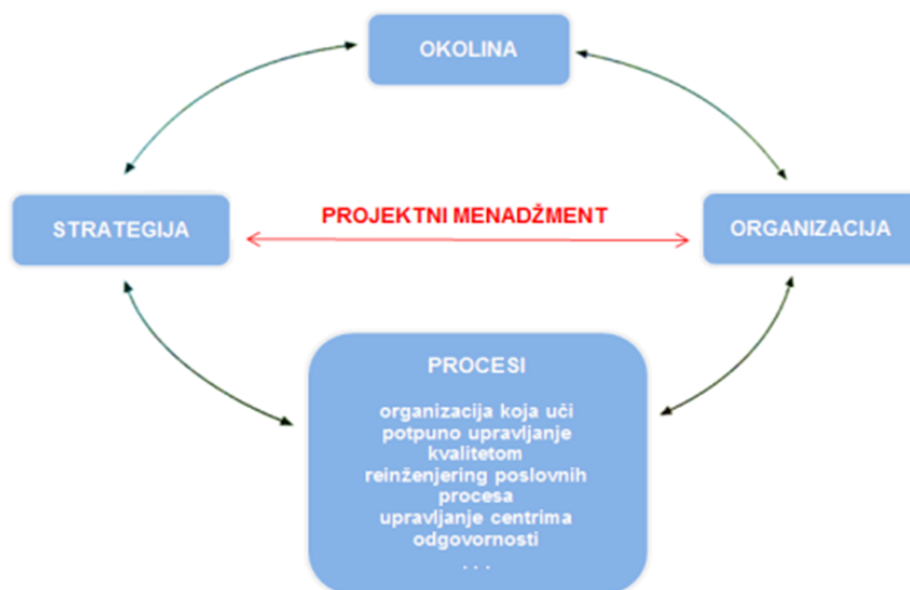 OKOLINA
STRATEGIJA
PROJEKTNI MENADŽMENT
ORGANIZACIJA
PROCESI
organizacija koja uči
potpuno upravljanje
kvalitetom
reinženjering poslovnih
procesa
upravljanje centrima
odgovornosti
. . .